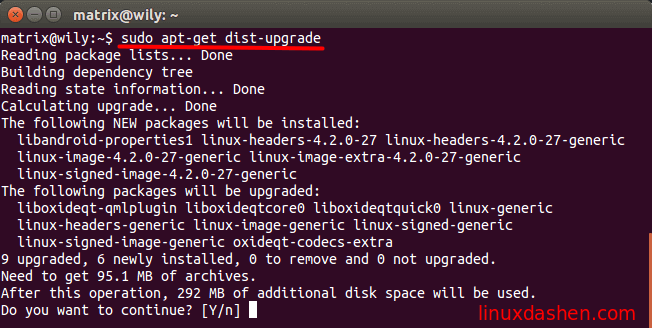 matrix@wily: ~
matrix@wily:~$ sudo apt-get dist-upgrade
Reading package lists... Done
Building dependency tree
Reading state information... Done
Calculating upgrade... Done
The following NEW packages will be installed:
  libandroid-properties1 linux-headers-4.2.0-27 linux-headers-4.2.0-27-generic
  linux-image-4.2.0-27-generic linux-image-extra-4.2.0-27-generic
  linux-signed-image-4.2.0-27-generic
The following packages will be upgraded:
  liboxideqt-qmlplugin liboxideqtcore0 liboxideqtquick0 linux-generic
  linux-headers-generic linux-image-generic linux-signed-generic
  linux-signed-image-generic oxideqt-codecs-extra
9 upgraded, 6 newly installed, 0 to remove and 0 not upgraded.
Need to get 95.1 MB of archives.
After this operation, 292 MB of additional disk space will be used.
Do you want to continue? [Y/n]
linuxdashen.com